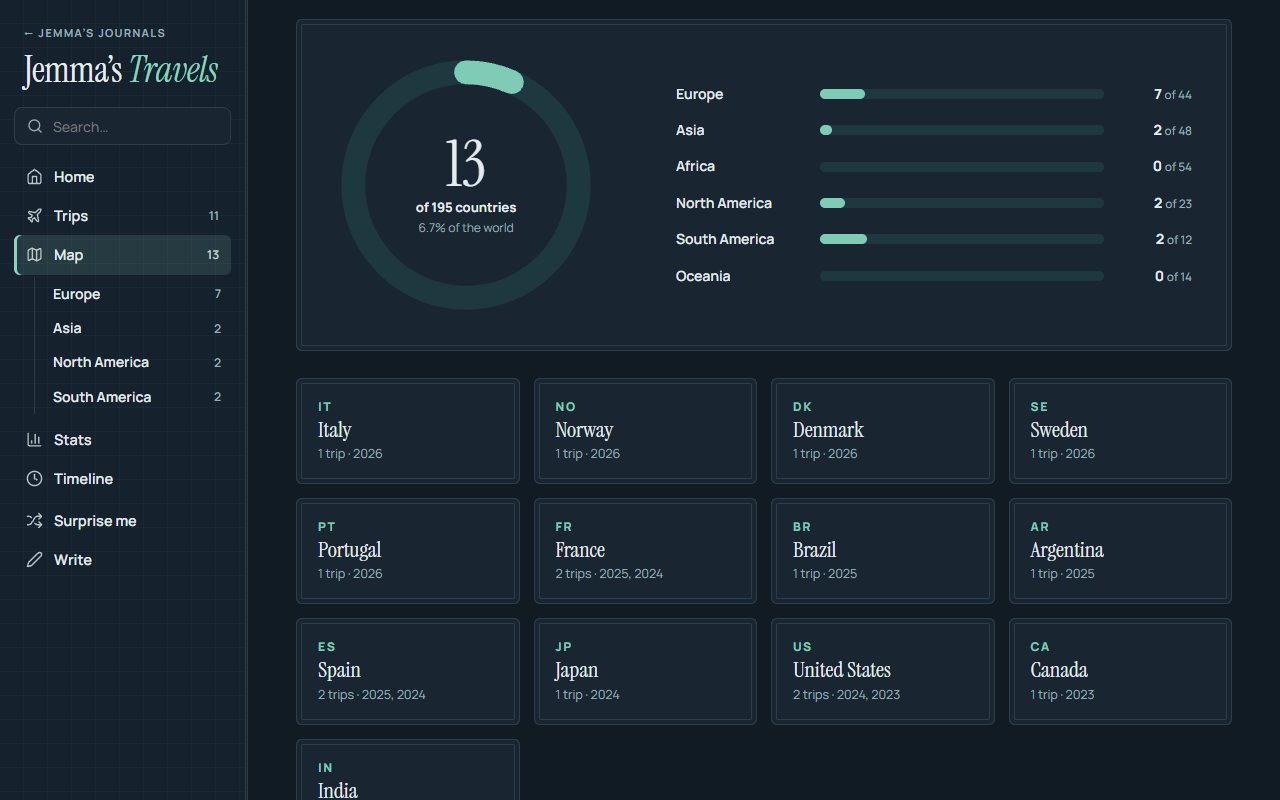 ← JEMMA'S JOURNALS
Jemma's Travels
Search...
Home
Trips 11
Map 13
Europe 7
Asia 2
North America 2
South America 2
Stats
Timeline
Surprise me
Write
13
of 195 countries
6.7% of the world
Europe 7 of 44
Asia 2 of 48
Africa 0 of 54
North America 2 of 23
South America 2 of 12
Oceania 0 of 14
IT
Italy
1 trip · 2026
NO
Norway
1 trip · 2026
DK
Denmark
1 trip · 2026
SE
Sweden
1 trip · 2026
PT
Portugal
1 trip · 2026
FR
France
2 trips · 2025, 2024
BR
Brazil
1 trip · 2025
AR
Argentina
1 trip · 2025
ES
Spain
2 trips · 2025, 2024
JP
Japan
1 trip · 2024
US
United States
2 trips · 2024, 2023
CA
Canada
1 trip · 2023
IN
India